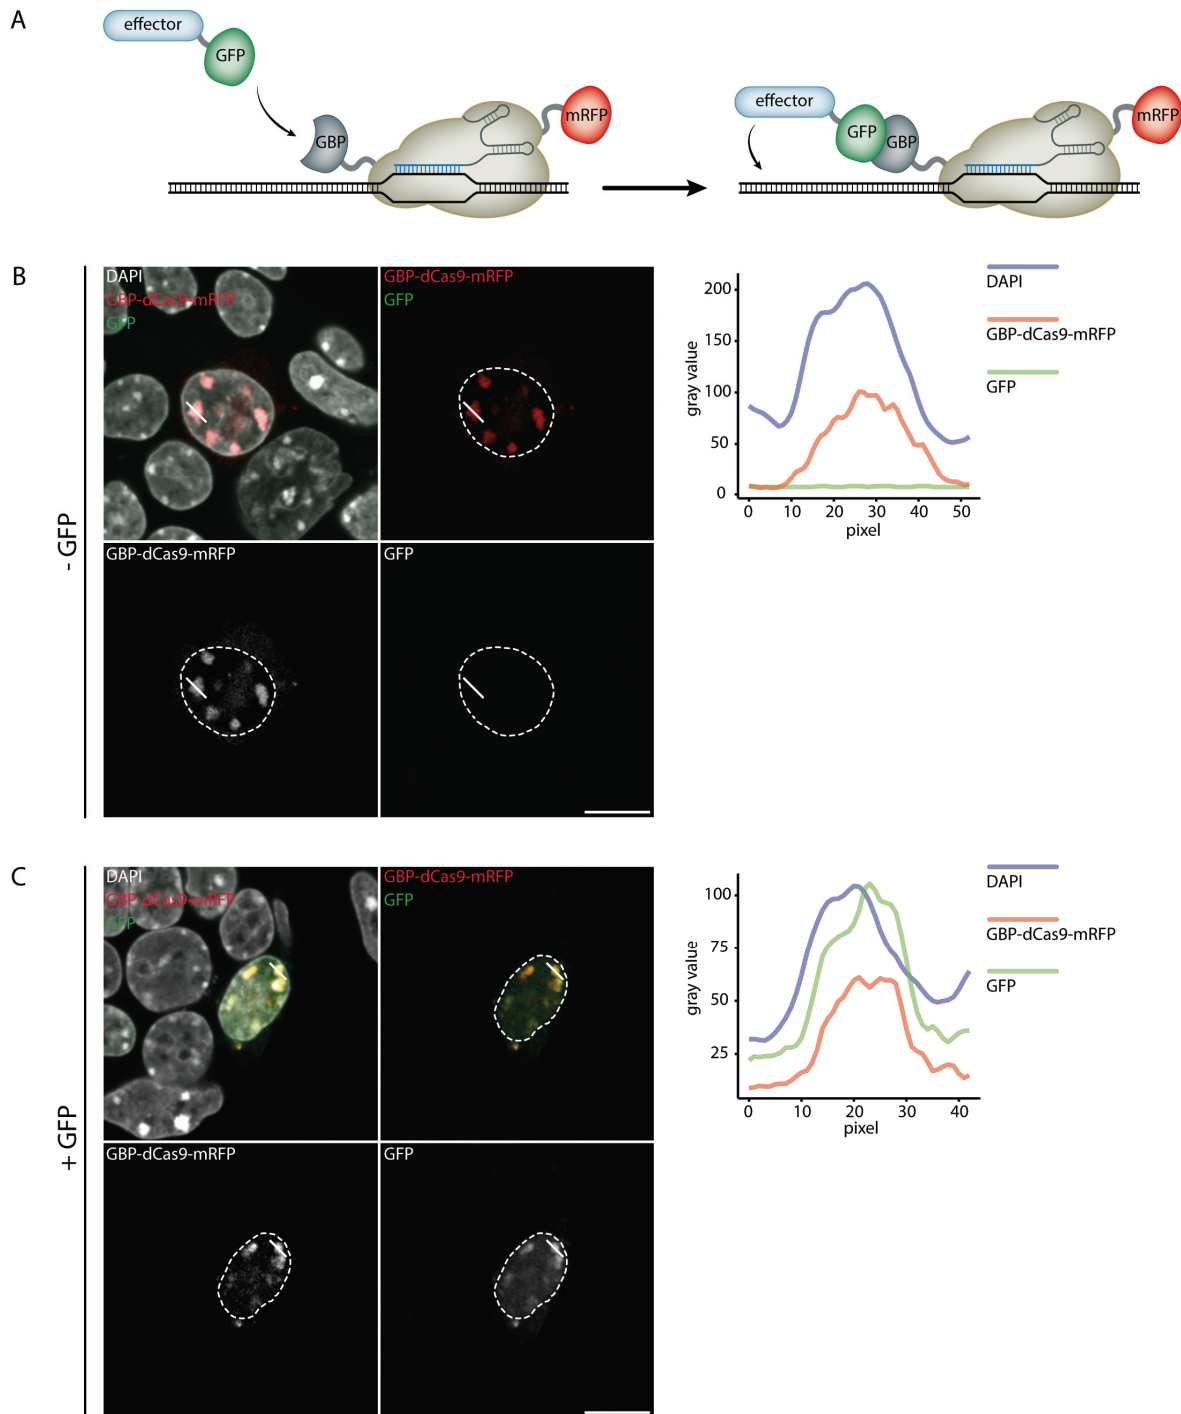 A
effector
GFP
GBP
mRFP
effector
GFP
GBP
mRFP
B
- GFP
DAPI
GBP-dCas9-mRFP
GFP
GBP-dCas9-mRFP
GFP
GBP-dCas9-mRFP
GFP
gray value
200
150
100
50
0
0 10 20 30 40 50
pixel
DAPI
GBP-dCas9-mRFP
GFP
C
+ GFP
DAPI
GBP-dCas9-mRFP
GFP
GBP-dCas9-mRFP
GFP
GBP-dCas9-mRFP
GFP
gray value
100
75
50
25
0 10 20 30 40
pixel
DAPI
GBP-dCas9-mRFP
GFP